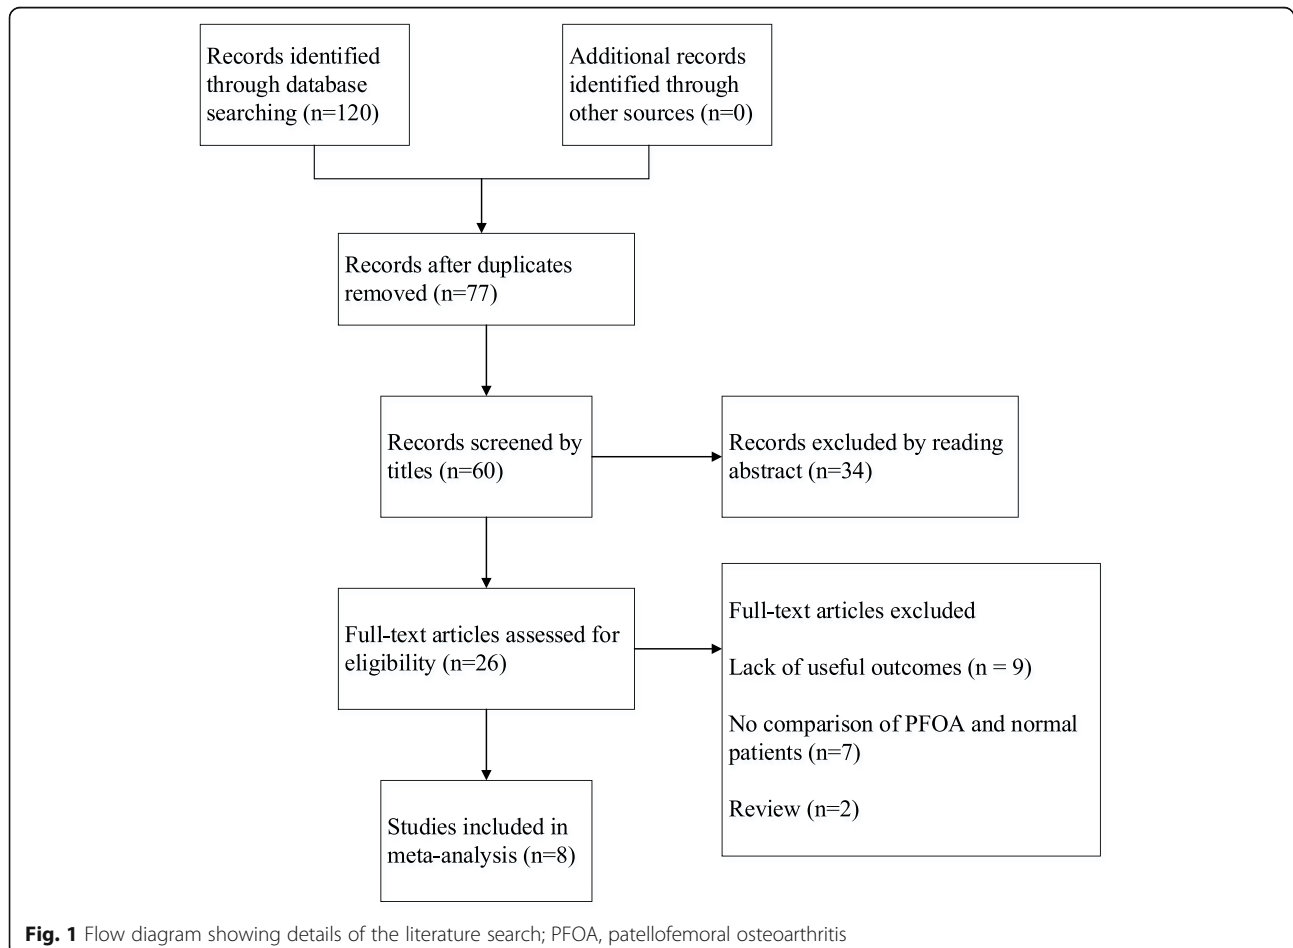 Records identified
through database
searching (n=120)
Additional records
identified through
other sources (n=0)
Records after duplicates
removed (n=77)
Records screened by
titles (n=60)
Records excluded by reading
abstract (n=34)
Full-text articles assessed for
eligibility (n=26)
Full-text articles excluded
Lack of useful outcomes (n = 9)
No comparison of PFOA and normal
patients (n=7)
Review (n=2)
Studies included in
meta-analysis (n=8)
Fig. 1 Flow diagram showing details of the literature search; PFOA, patellofemoral osteoarthritis